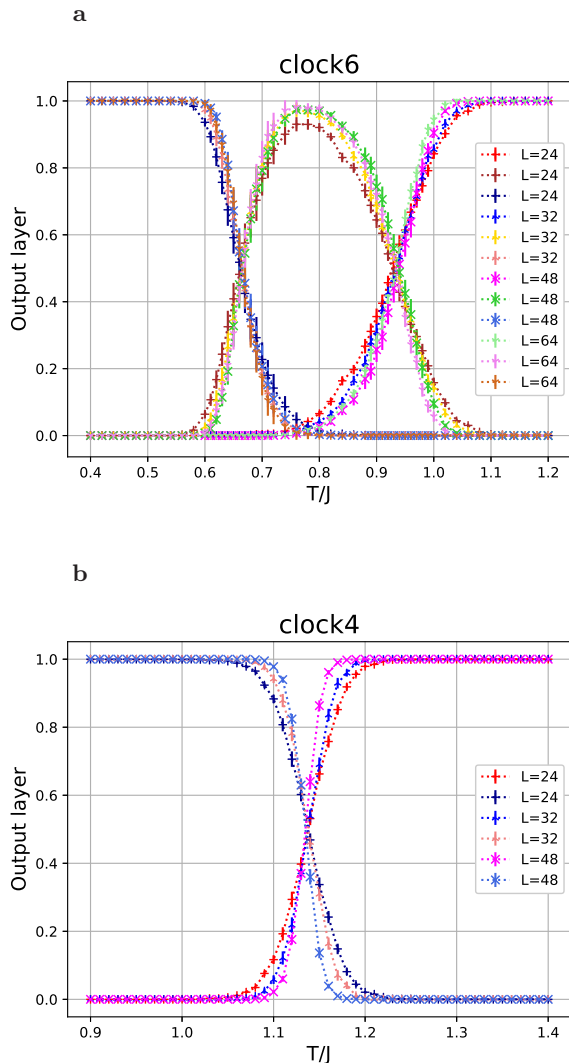 a
clock6
1.0
0.8
0.6
0.4
0.2
0.0
Output layer
L=24
L=24
L=24
L=32
L=32
L=32
L=48
L=48
L=48
L=64
L=64
L=64
0.4 0.5 0.6 0.7 0.8 0.9 1.0 1.1 1.2
T/J
b
clock4
1.0
0.8
0.6
0.4
0.2
0.0
Output layer
L=24
L=24
L=32
L=32
L=48
L=48
0.9 1.0 1.1 1.2 1.3 1.4
T/J